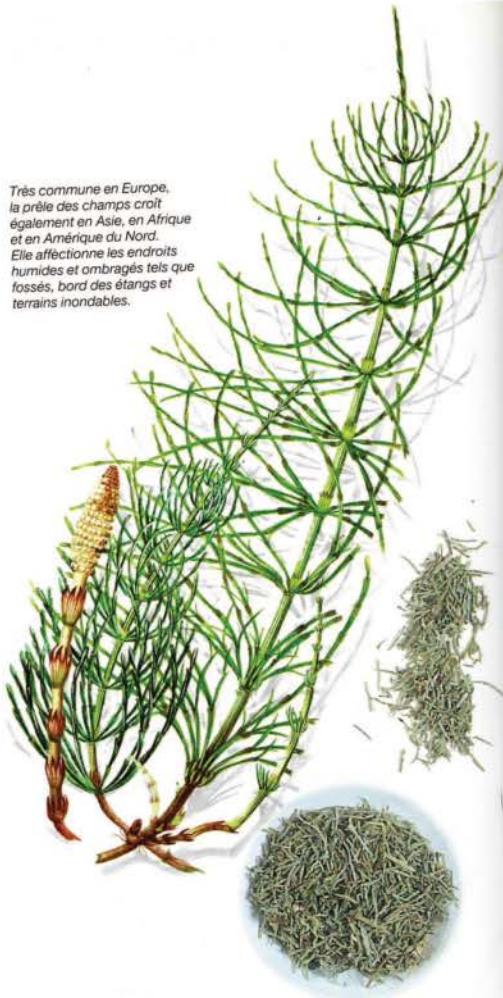 Très commune en Europe,
la prêle des champs croît
également en Asie, en Afrique
et en Amérique du Nord.
Elle affectionne les endroits
humides et ombragés tels que
fossés, bord des étangs et
terrains inondables.